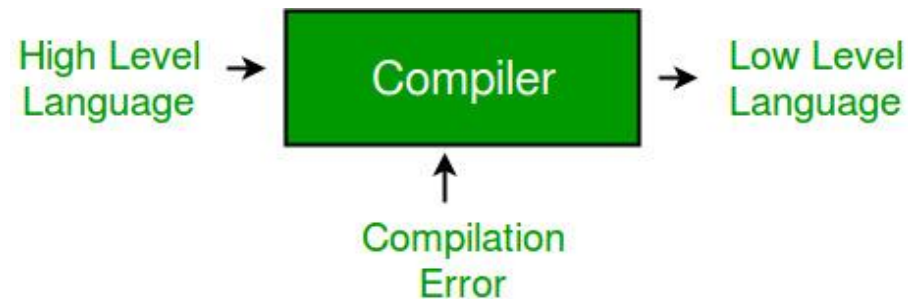 High Level
Language
Compiler
Low Level
Language
Compilation
Error